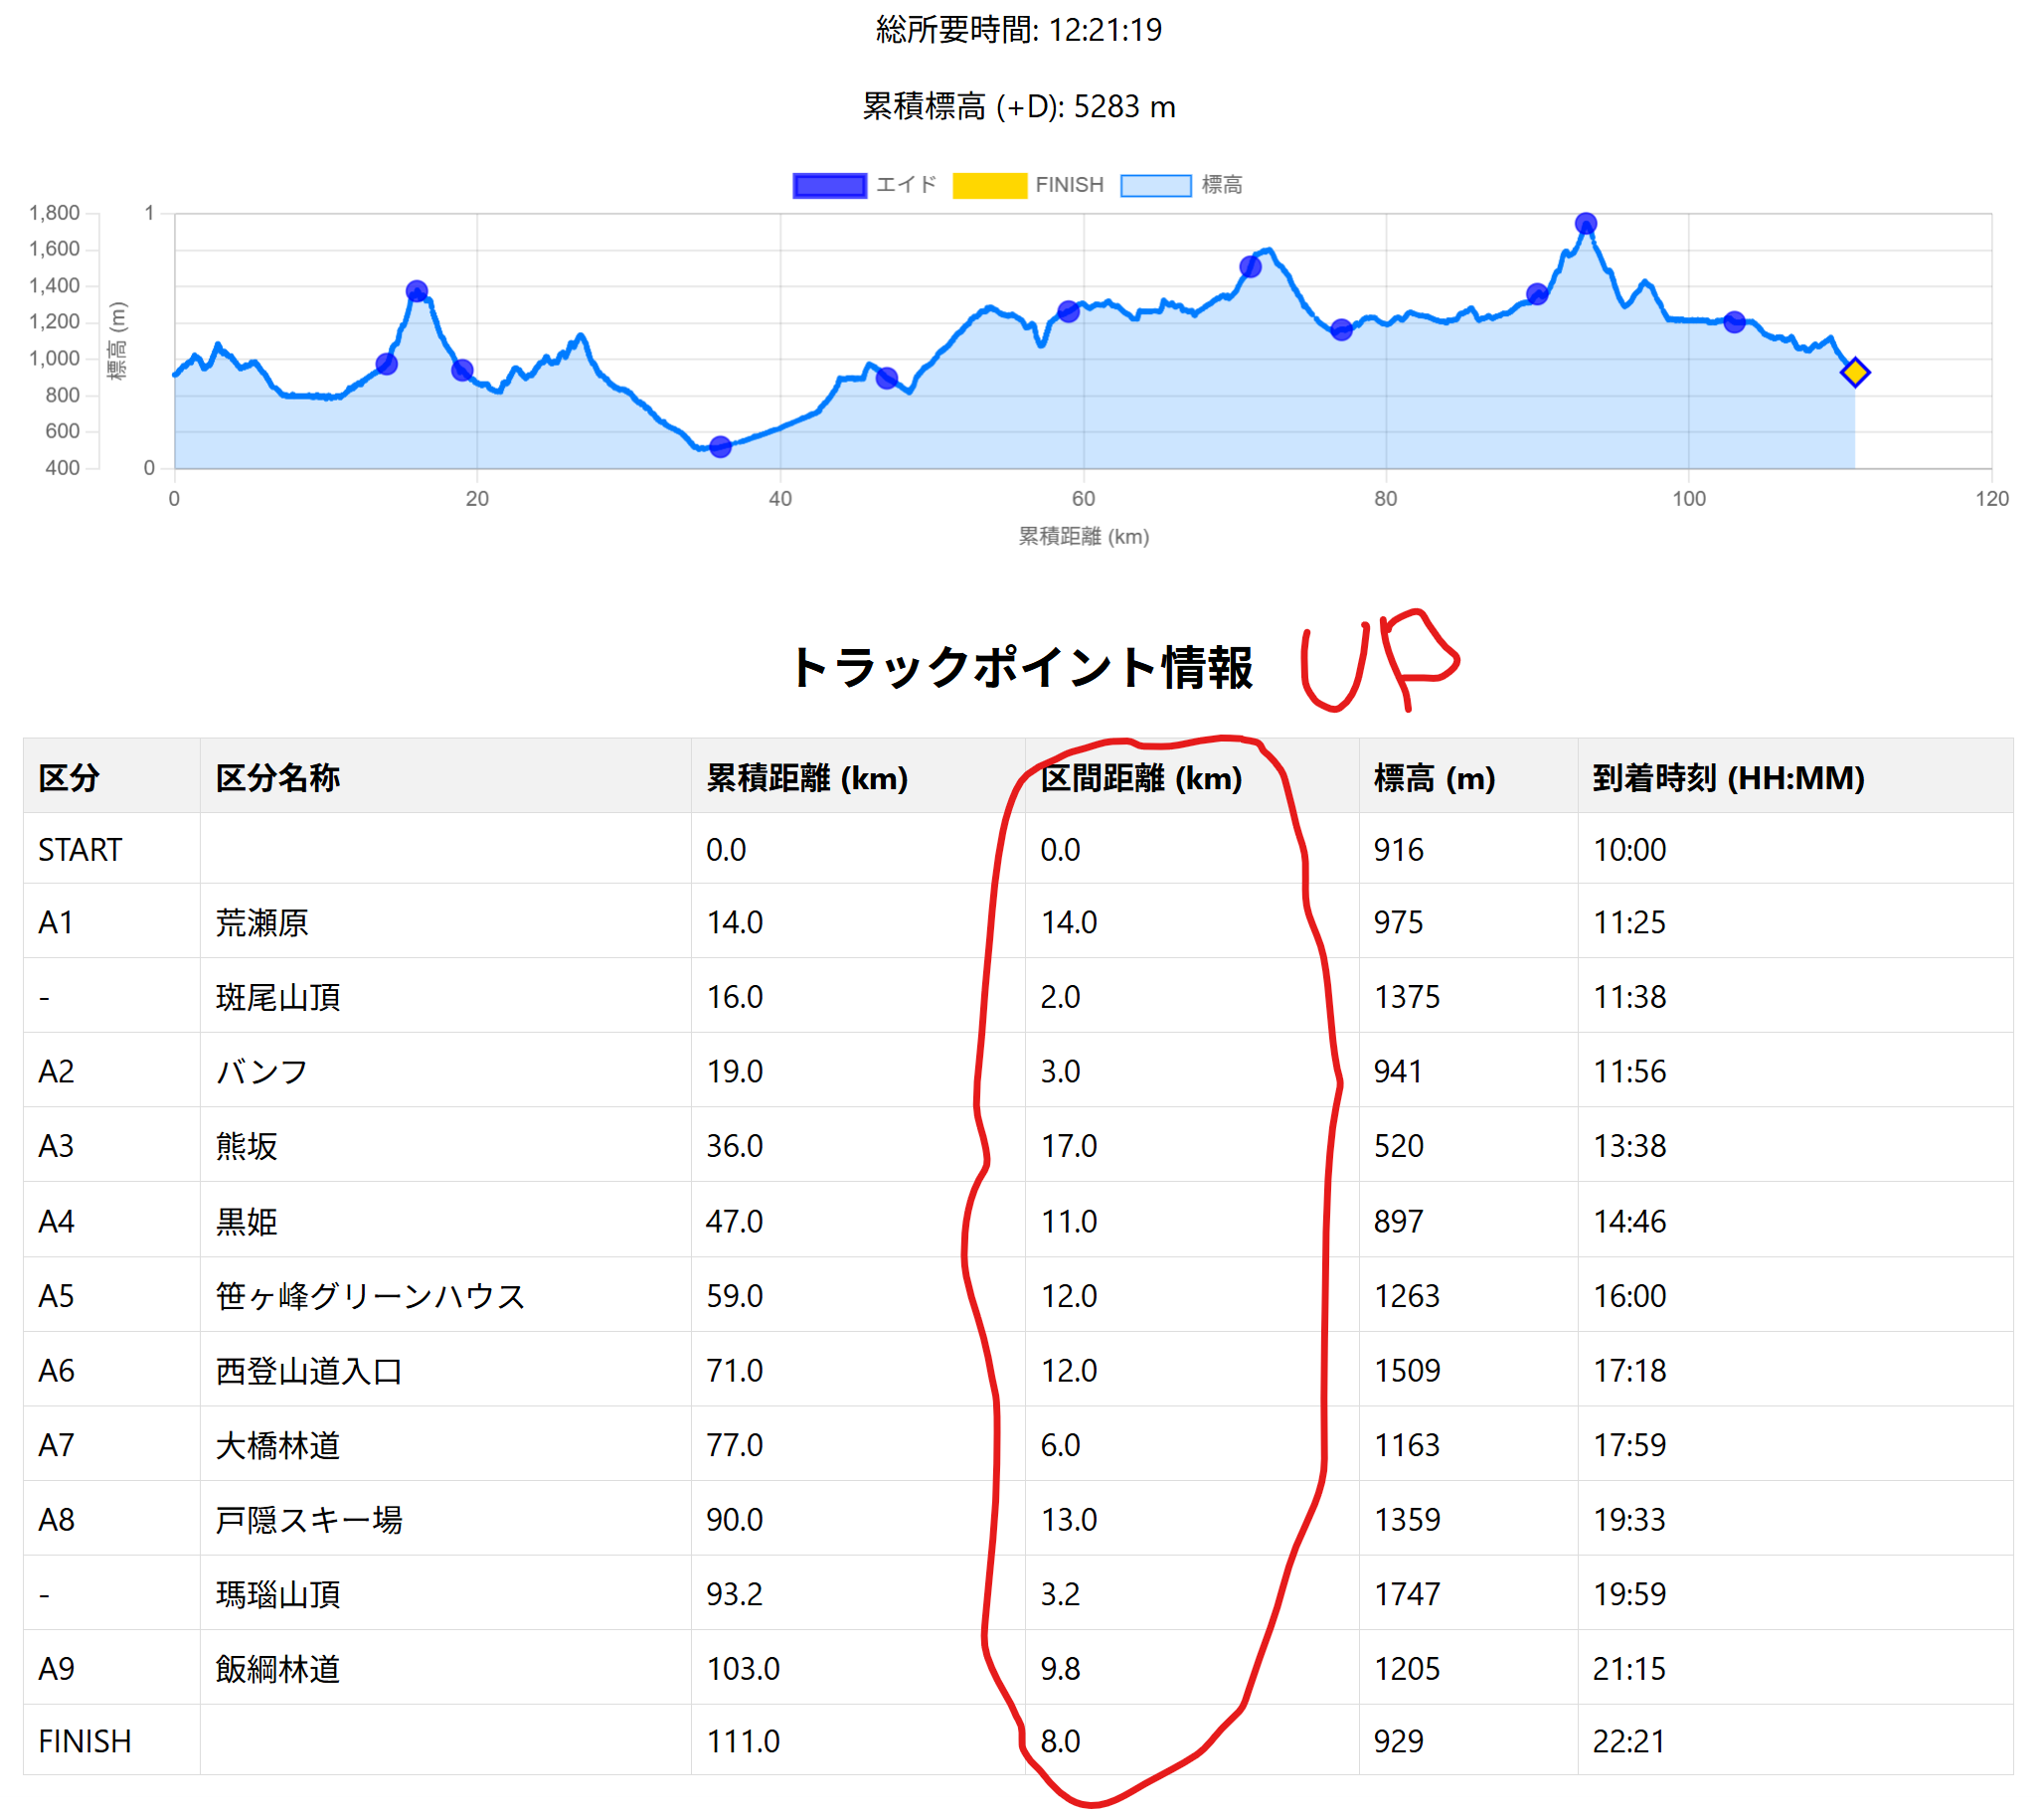 総所要時間: 12:21:19
累積標高 (+D): 5283 m
エイド FINISH 標高
1,800 1
1,600
1,400
1,200
1,000
800
600
400 0
標高 (m)
0 20 40 60 80 100 120
累積距離 (km)
トラックポイント情報 UP
区分 区分名称 累積距離 (km) 区間距離 (km) 標高 (m) 到着時刻 (HH:MM)
START 0.0 0.0 916 10:00
A1 荒瀬原 14.0 14.0 975 11:25
- 斑尾山頂 16.0 2.0 1375 11:38
A2 バンフ 19.0 3.0 941 11:56
A3 熊坂 36.0 17.0 520 13:38
A4 黒姫 47.0 11.0 897 14:46
A5 笹ヶ峰グリーンハウス 59.0 12.0 1263 16:00
A6 西登山道入口 71.0 12.0 1509 17:18
A7 大橋林道 77.0 6.0 1163 17:59
A8 戸隠スキー場 90.0 13.0 1359 19:33
- 瑪瑙山頂 93.2 3.2 1747 19:59
A9 飯綱林道 103.0 9.8 1205 21:15
FINISH 111.0 8.0 929 22:21